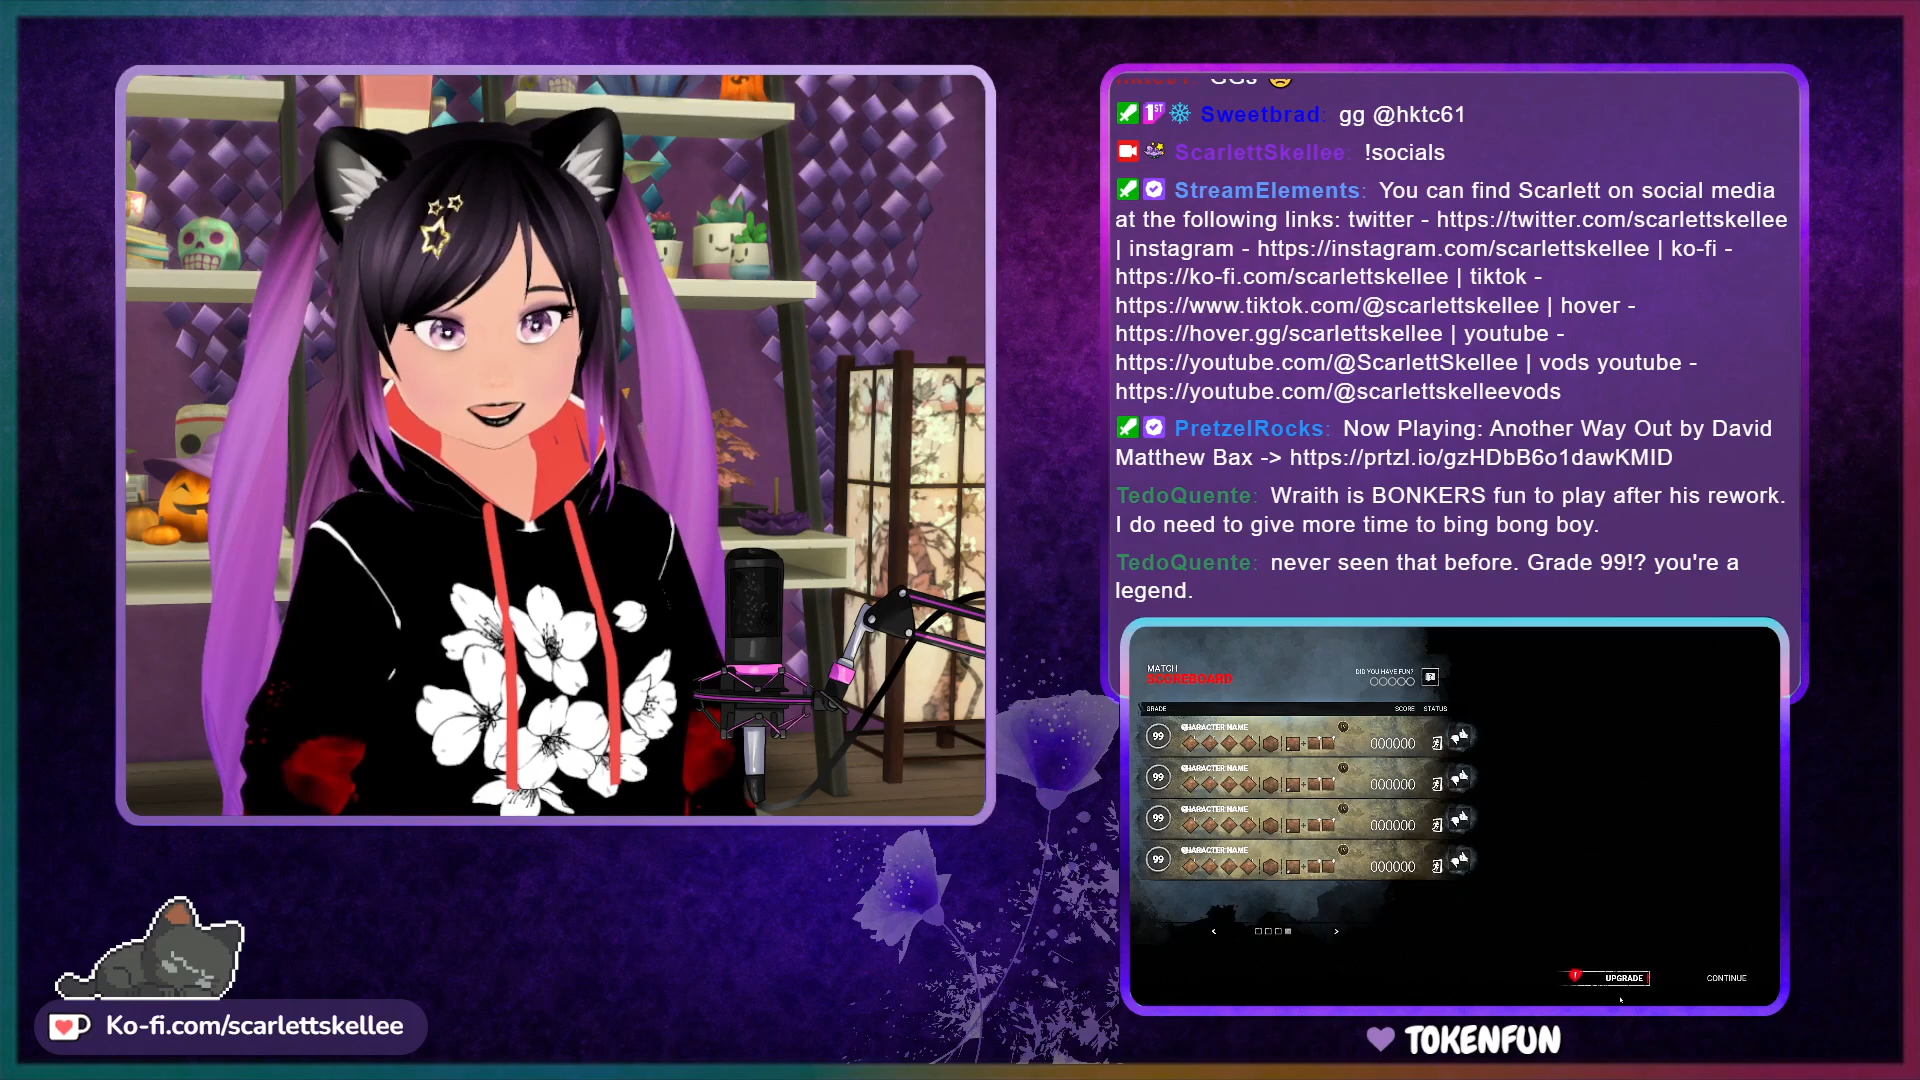 GGs
Sweetbrad: gg @hktc61
ScarlettSkellee: !socials
StreamElements: You can find Scarlett on social media
at the following links: twitter - https://twitter.com/scarlettskellee
| instagram - https://instagram.com/scarlettskellee | ko-fi -
https://ko-fi.com/scarlettskellee | tiktok -
https://www.tiktok.com/@scarlettskellee | hover -
https://hover.gg/scarlettskellee | youtube -
https://youtube.com/@ScarlettSkellee | vods youtube -
https://youtube.com/@scarlettskelleevods
PretzelRocks: Now Playing: Another Way Out by David
Matthew Bax -> https://prtzl.io/gzHDbB6o1dawKMID
TedoQuente: Wraith is BONKERS fun to play after his rework.
I do need to give more time to bing bong boy.
TedoQuente: never seen that before. Grade 99!? you're a
legend.
MATCH
SCOREBOARD
DID YOU HAVE FUN?
GRADE SCORE STATUS
99 CHARACTER NAME 000000
99 CHARACTER NAME 000000
99 CHARACTER NAME 000000
99 CHARACTER NAME 000000
UPGRADE CONTINUE
Ko-fi.com/scarlettskellee
TOKENFUN